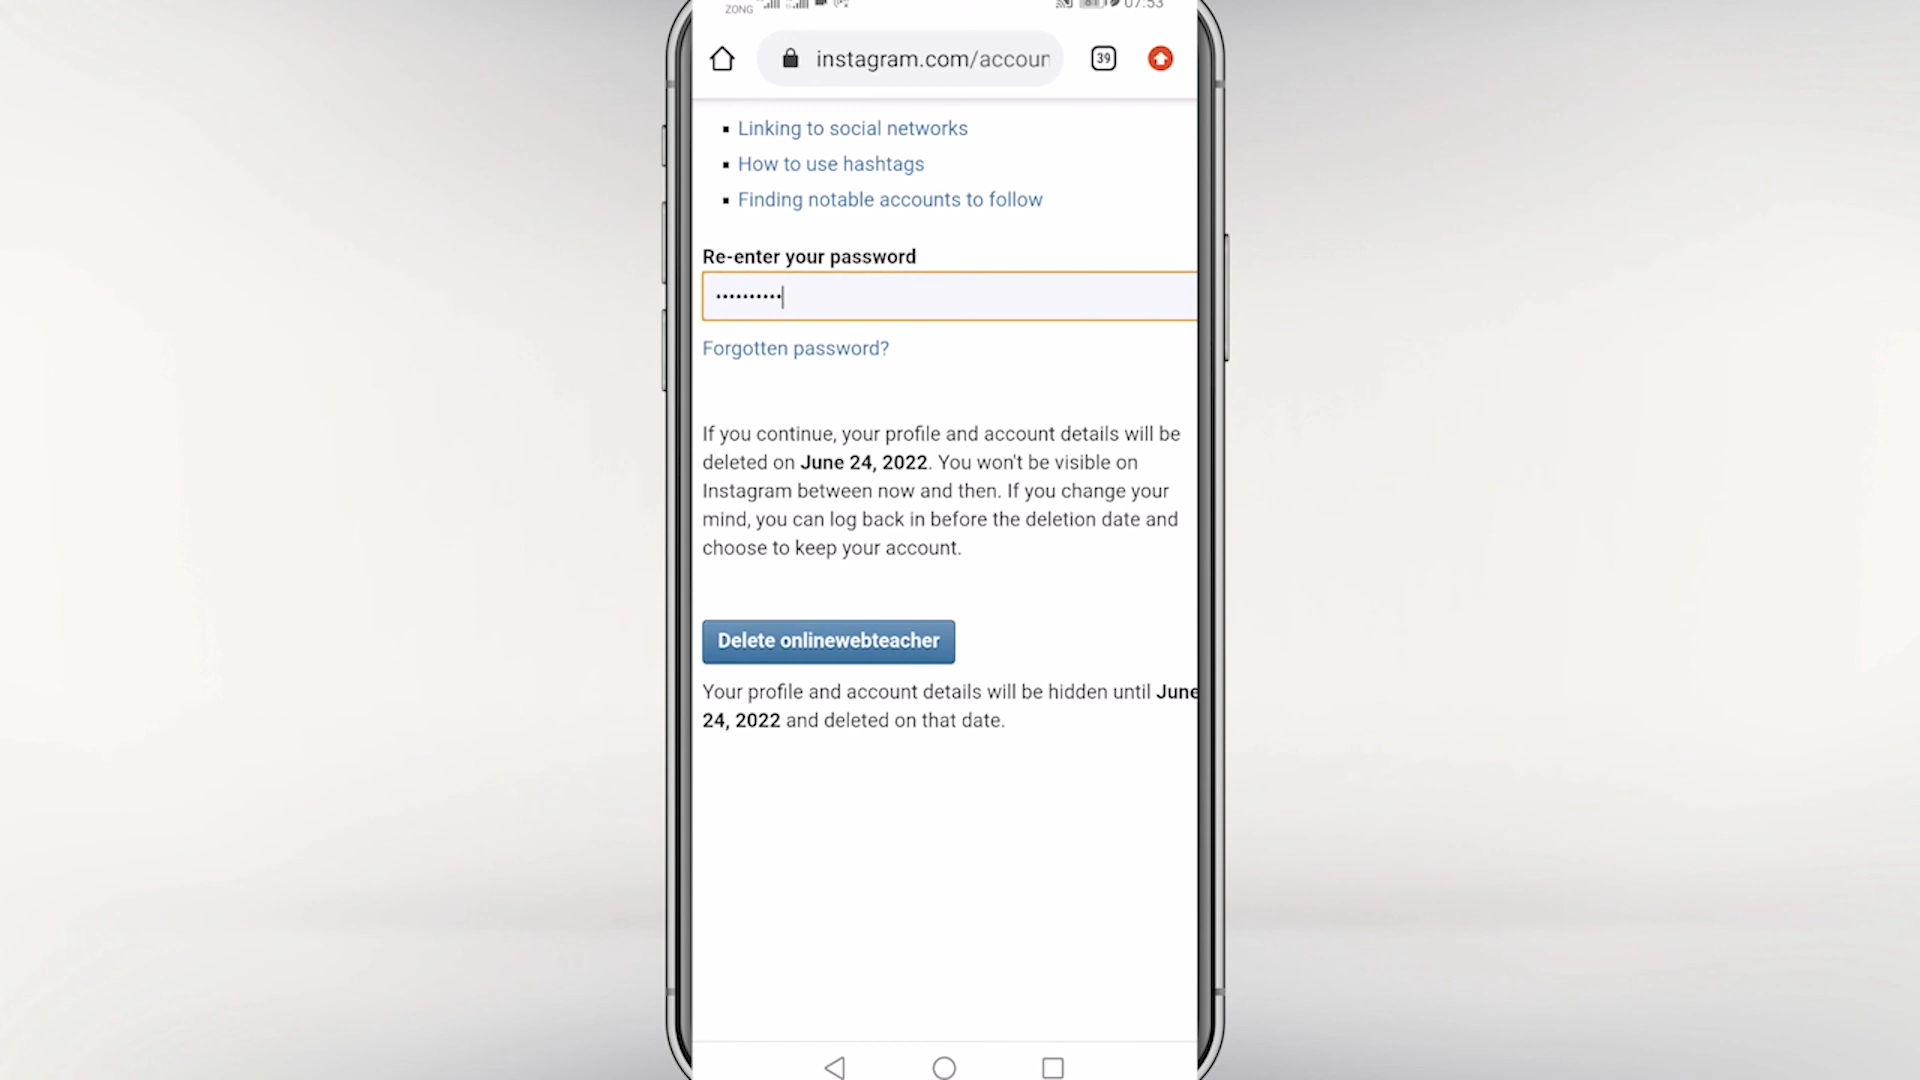 ZONG 07:53
instagram.com/accour 39
Linking to social networks
How to use hashtags
Finding notable accounts to follow
Re-enter your password
••••••••••
Forgotten password?
If you continue, your profile and account details will be
deleted on June 24, 2022. You won't be visible on
Instagram between now and then. If you change your
mind, you can log back in before the deletion date and
choose to keep your account.
Delete onlinewebteacher
Your profile and account details will be hidden until June
24, 2022 and deleted on that date.